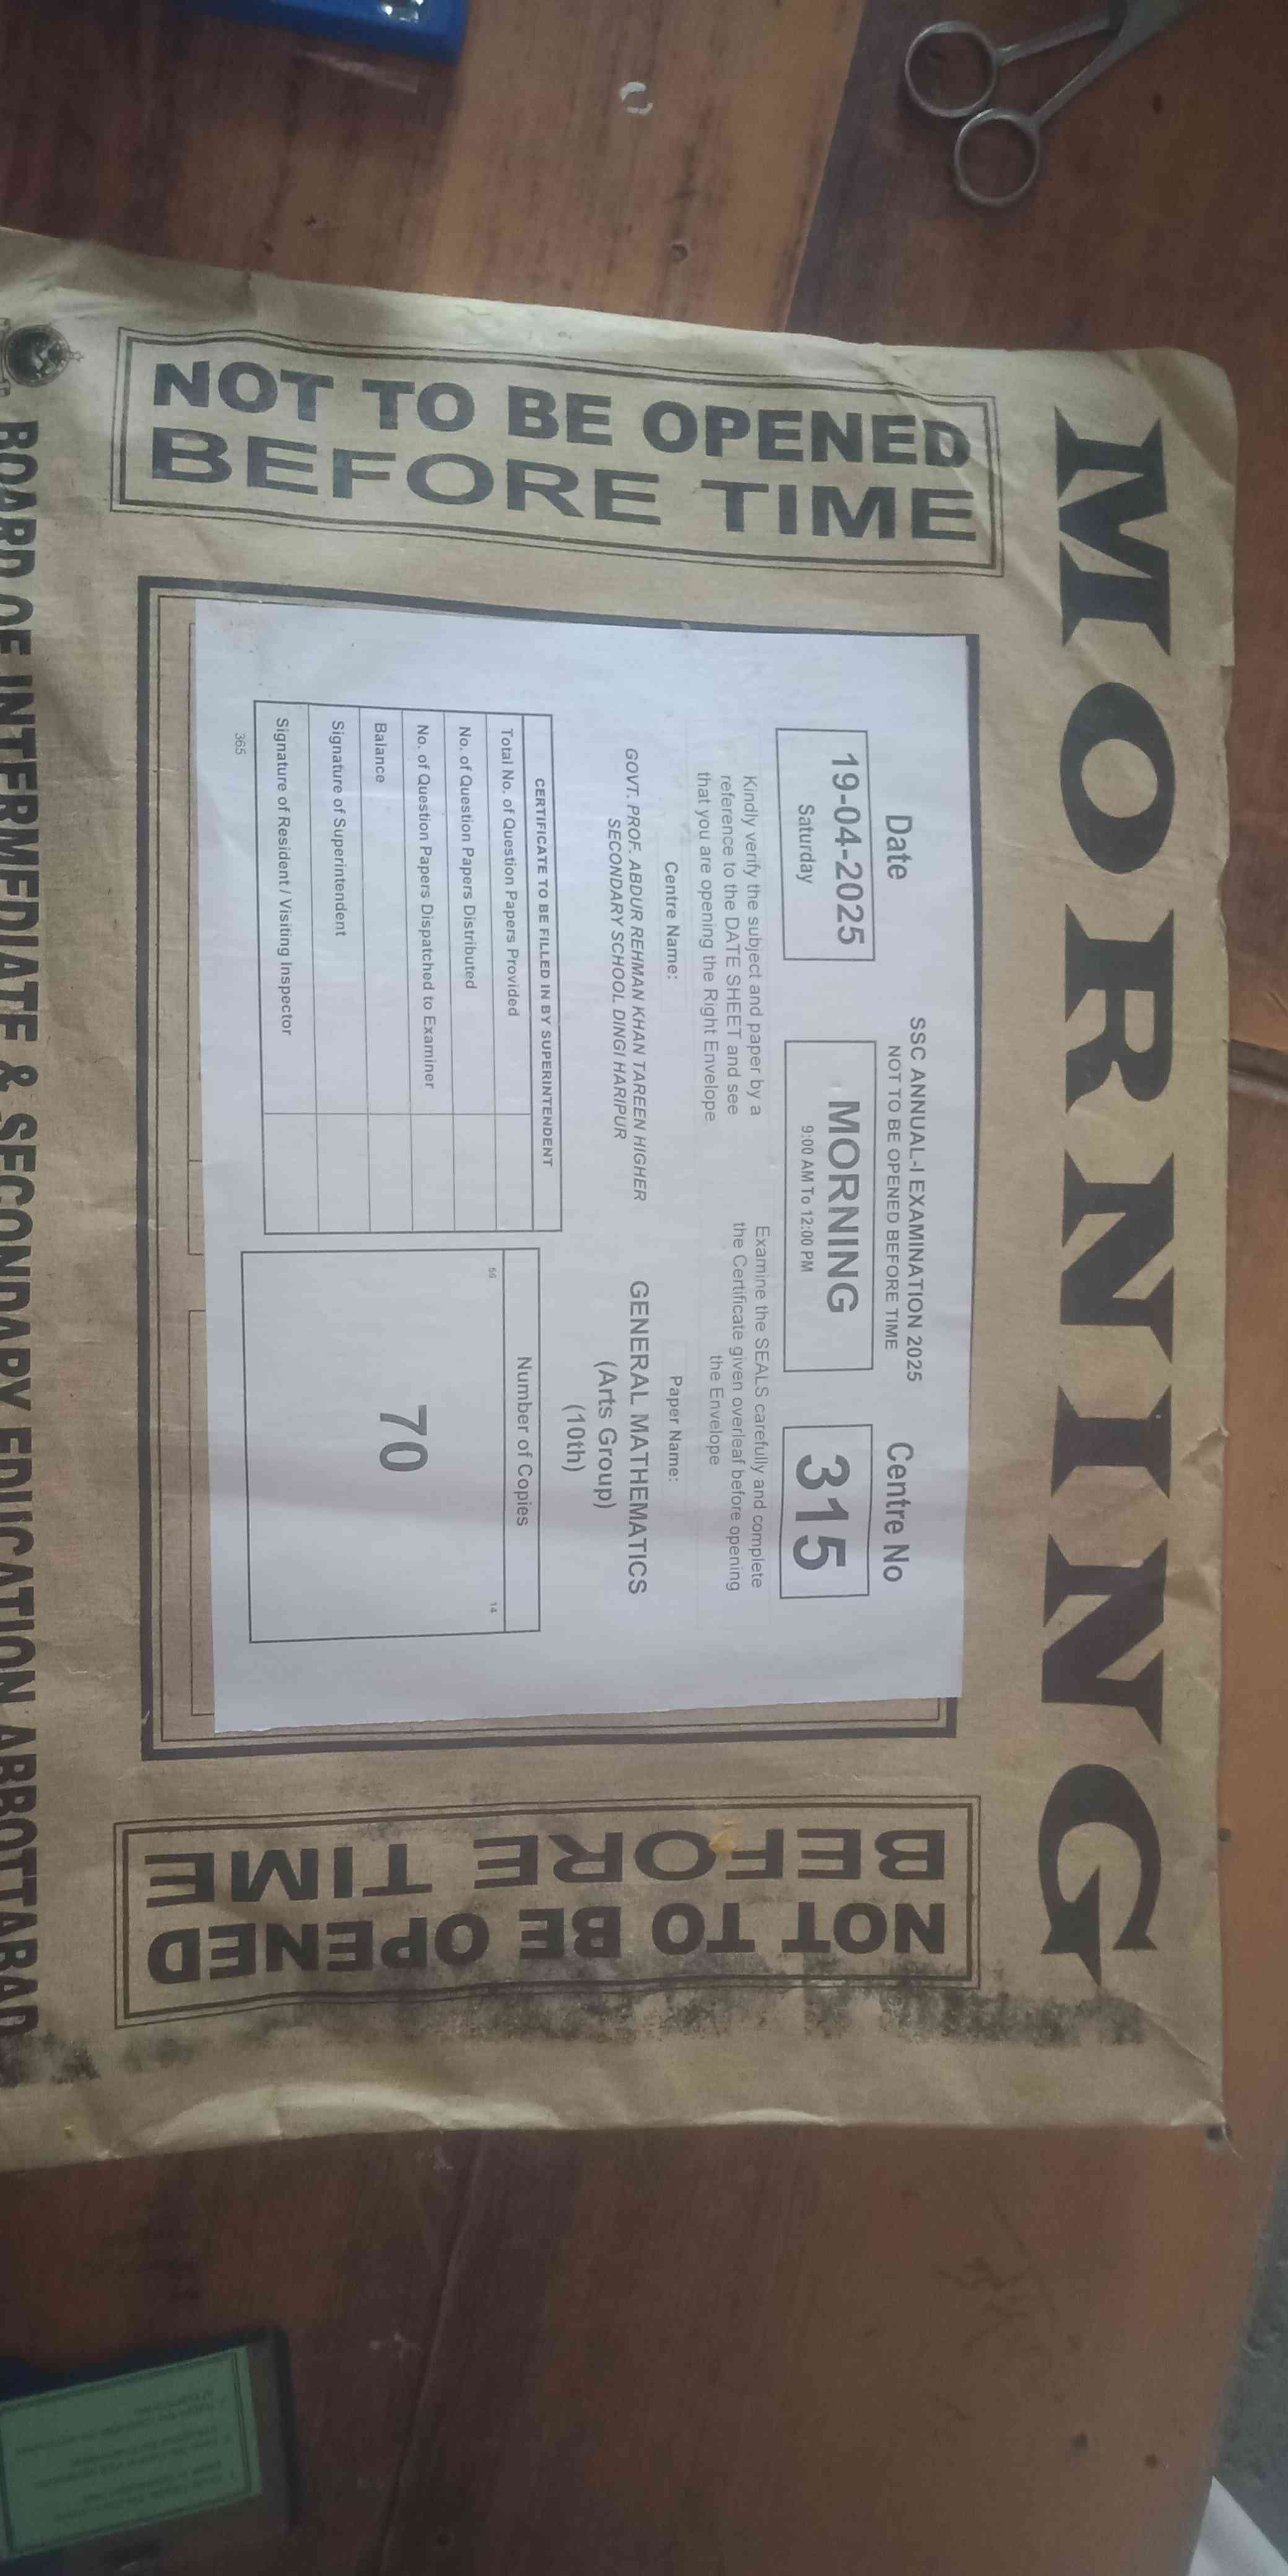 MORNING
NOT TO BE OPENED
BEFORE TIME
SSC ANNUAL-I EXAMINATION 2025
NOT TO BE OPENED BEFORE TIME
Date
Centre No
19-04-2025
Saturday
MORNING
9:00 AM To 12:00 PM
315
Kindly verify the subject and paper by a
reference to the DATE SHEET and see
that you are opening the Right Envelope
Examine the SEALS carefully and complete
the Certificate given overleaf before opening
the Envelope
Centre Name:
GOVT. PROF. ABDUR REHMAN KHAN TAREEN HIGHER
SECONDARY SCHOOL DINGI HARIPUR
Paper Name:
GENERAL MATHEMATICS
(Arts Group)
(10th)
CERTIFICATE TO BE FILLED IN BY SUPERINTENDENT
Total No. of Question Papers Provided
No. of Question Papers Distributed
No. of Question Papers Dispatched to Examiner
Balance
Signature of Superintendent
Signature of Resident / Visiting Inspector
365
Number of Copies
56
14
70
NOT TO BE OPENED
BEFORE TIME
BOARD OF INTERMEDIATE & SECONDARY EDUCATION ABBOTTABAD